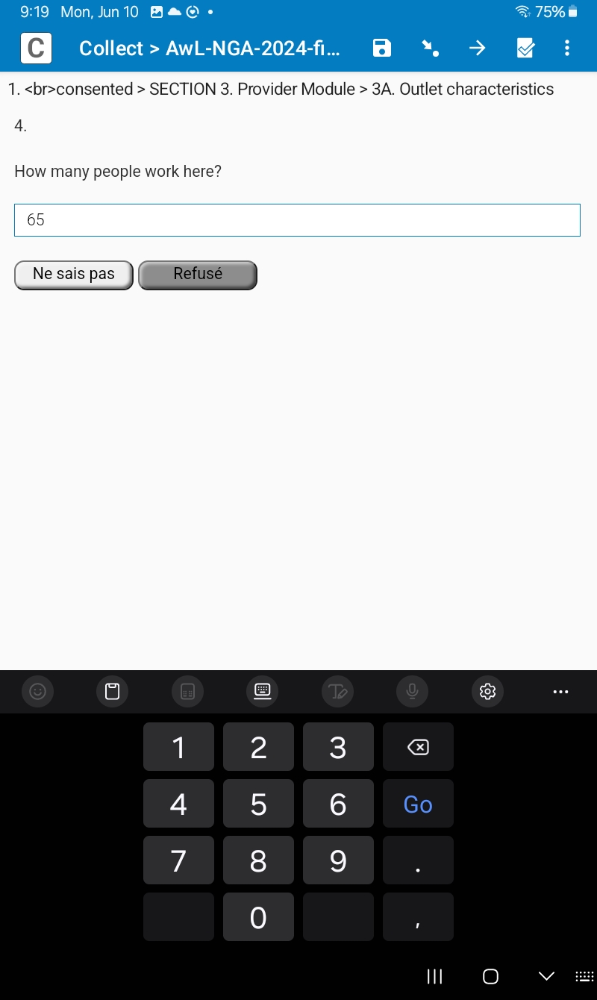 9:19 Mon, Jun 10 75%
C Collect > AwL-NGA-2024-fi...
1. <br>consented > SECTION 3. Provider Module > 3A. Outlet characteristics
4.
How many people work here?
65
Ne sais pas Refusé
1 2 3
4 5 6 Go
7 8 9 .
0 ,